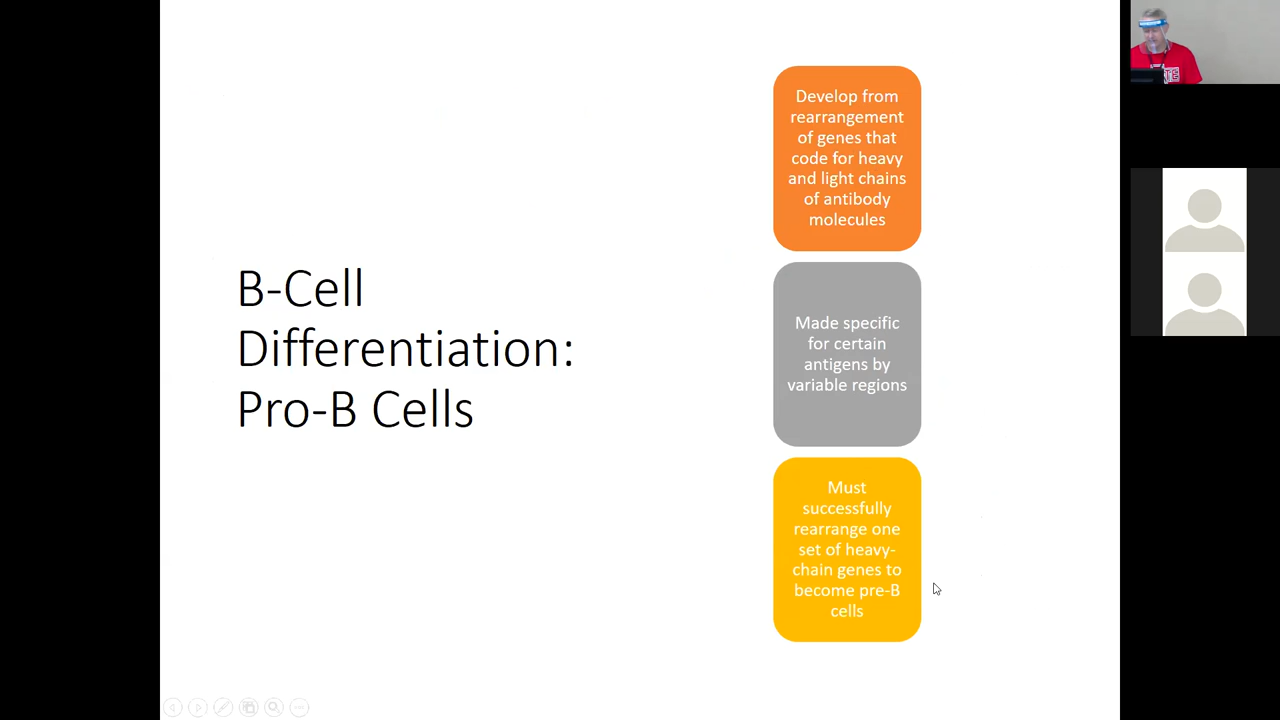 B-Cell
Differentiation:
Pro-B Cells
Develop from
rearrangement
of genes that
code for heavy
and light chains
of antibody
molecules
Made specific
for certain
antigens by
variable regions
Must
successfully
rearrange one
set of heavy-
chain genes to
become pre-B
cells